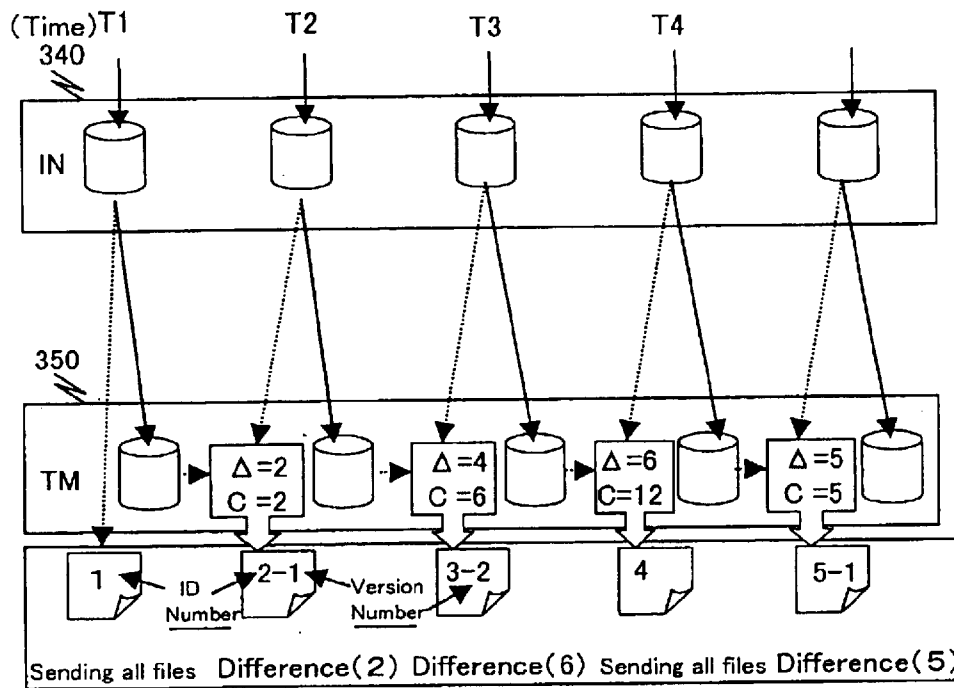 (Time) T1 T2 T3 T4
340
IN
350
TM
Δ=2
C=2
Δ=4
C=6
Δ=6
C=12
Δ=5
C=5
1
ID
Number
2-1
Version
Number
3-2
4
5-1
Sending all files Difference(2) Difference(6) Sending all files Difference(5)